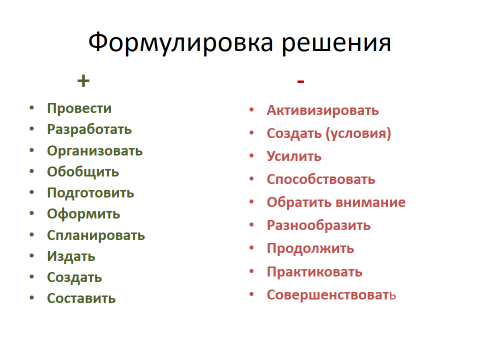 Формулировка решения
+
• Провести
• Разработать
• Организовать
• Обобщить
• Подготовить
• Оформить
• Спланировать
• Издать
• Создать
• Составить
-
• Активизировать
• Создать (условия)
• Усилить
• Способствовать
• Обратить внимание
• Разнообразить
• Продолжить
• Практиковать
• Совершенствовать